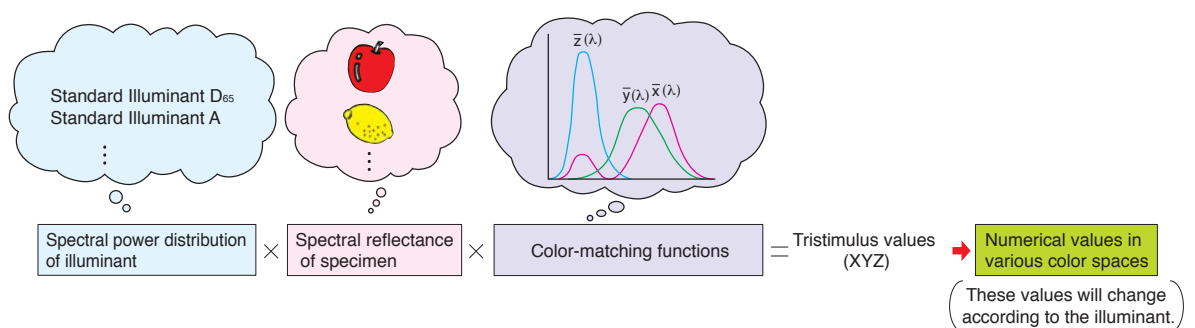 Standard Illuminant D₆₅
Standard Illuminant A
⋮
⋮
z̄(λ)
ȳ(λ)
x̄(λ)
Spectral power distribution
of illuminant
×
Spectral reflectance
of specimen
×
Color-matching functions
=
Tristimulus values
(XYZ)
Numerical values in
various color spaces
(These values will change
according to the illuminant.)